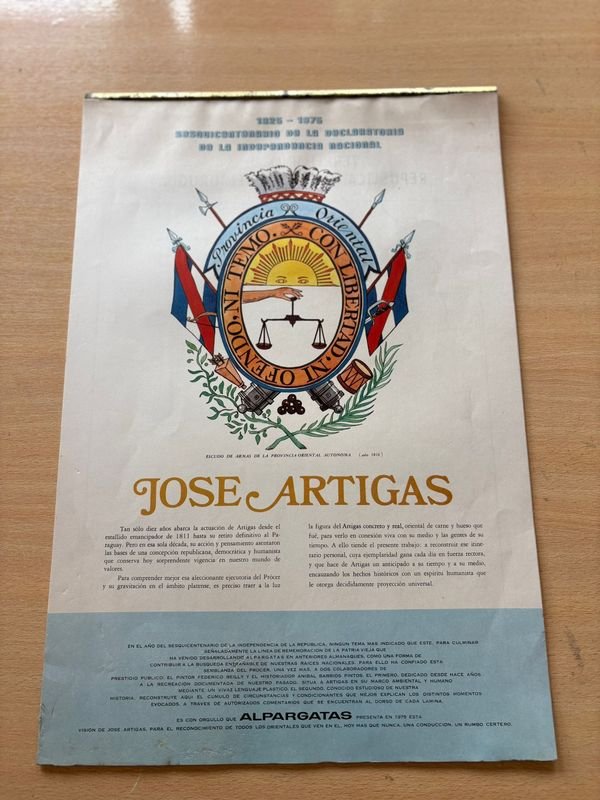 1825 - 1975
SESQUICENTENARIO DE LA DECLARATORIA
DE LA INDEPENDENCIA NACIONAL
Provincia Oriental
CON LIBERTAD, NI OFENDO, NI TEMO.
ESCUDO DE ARMAS DE LA PROVINCIA ORIENTAL AUTONOMA (año 1816)
JOSE ARTIGAS
Tan sólo diez años abarca la actuación de Artigas desde el
estallido emancipador de 1811 hasta su retiro definitivo al Pa-
raguay. Pero en esa sola década, su acción y pensamiento asentaron
las bases de una concepción republicana, democrática y humanista
que conserva hoy sorprendente vigencia en nuestro mundo de
valores.
Para comprender mejor esa aleccionante ejecutoria del Prócer
y su gravitación en el ámbito platense, es preciso traer a la luz
la figura del Artigas concreto y real, oriental de carne y hueso que
fué, para verlo en conexión viva con su medio y las gentes de su
tiempo. A ello tiende el presente trabajo: a reconstruir ese itine-
rario personal, cuya ejemplaridad gana cada día en fuerza rectora,
y que hace de Artigas un anticipado a su tiempo y a su medio,
encauzando los hechos históricos con un espíritu humanista que
le otorga decididamente proyección universal.
EN EL AÑO DEL SESQUICENTENARIO DE LA INDEPENDENCIA DE LA REPUBLICA, NINGUN TEMA MAS INDICADO QUE ESTE, PARA CULMINAR
SEÑALADAMENTE LA LINEA DE REMEMORACION DE LA PATRIA VIEJA QUE
HA VENIDO DESARROLLANDO ALPARGATAS EN ANTERIORES ALMANAQUES, COMO UNA FORMA DE
CONTRIBUIR A LA BUSQUEDA ENTRAÑABLE DE NUESTRAS RAICES NACIONALES. PARA ELLO HA CONFIADO ESTA
SEMBLANZA DEL PROCER, UNA VEZ MAS, A DOS COLABORADORES DE
PRESTIGIO PUBLICO: EL PINTOR FEDERICO REILLY Y EL HISTORIADOR ANIBAL BARRIOS PINTOS. EL PRIMERO, DEDICADO DESDE HACE AÑOS
A LA RECREACION DOCUMENTADA DE NUESTRO PASADO, SITUA A ARTIGAS EN SU MARCO AMBIENTAL Y HUMANO
MEDIANTE UN VIVAZ LENGUAJE PLASTICO. EL SEGUNDO, CONOCIDO ESTUDIOSO DE NUESTRA
HISTORIA, RECONSTRUYE AQUI EL CUMULO DE CIRCUNSTANCIAS Y CONDICIONANTES QUE MEJOR EXPLICAN LOS DISTINTOS MOMENTOS
EVOCADOS, A TRAVES DE AUTORIZADOS COMENTARIOS QUE SE ENCUENTRAN AL DORSO DE CADA LAMINA.
ES CON ORGULLO QUE ALPARGATAS PRESENTA EN 1975 ESTA
VISION DE JOSE ARTIGAS, PARA EL RECONOCIMIENTO DE TODOS LOS ORIENTALES QUE VEN EN EL, HOY MAS QUE NUNCA, UNA CONDUCCION, UN RUMBO CERTERO.